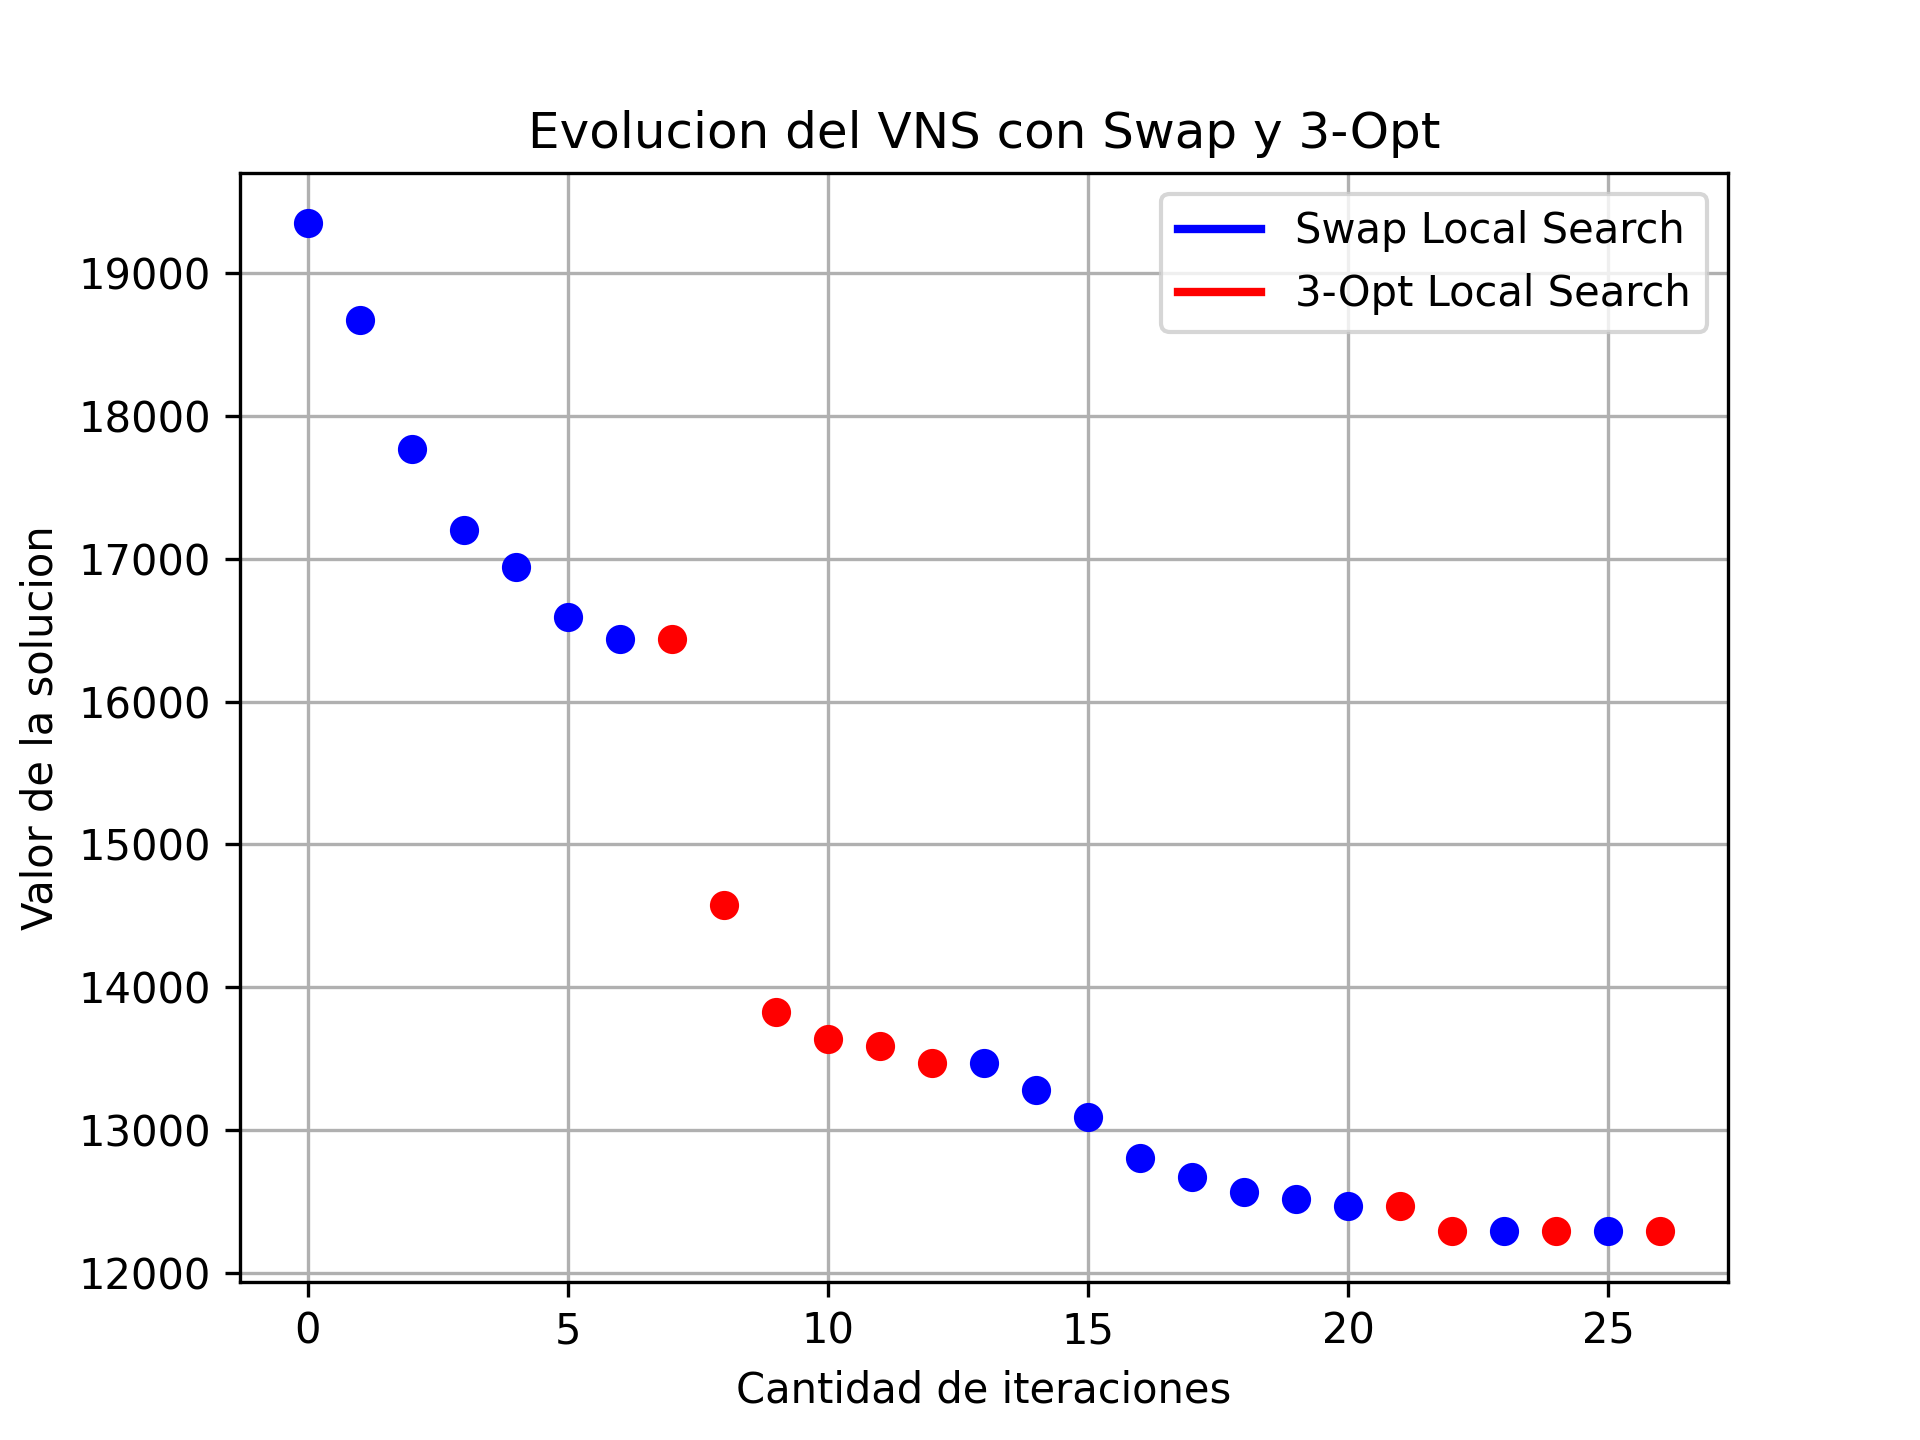 Evolucion del VNS con Swap y 3-Opt
Swap Local Search
3-Opt Local Search
Valor de la solucion
19000
18000
17000
16000
15000
14000
13000
12000
0 5 10 15 20 25
Cantidad de iteraciones